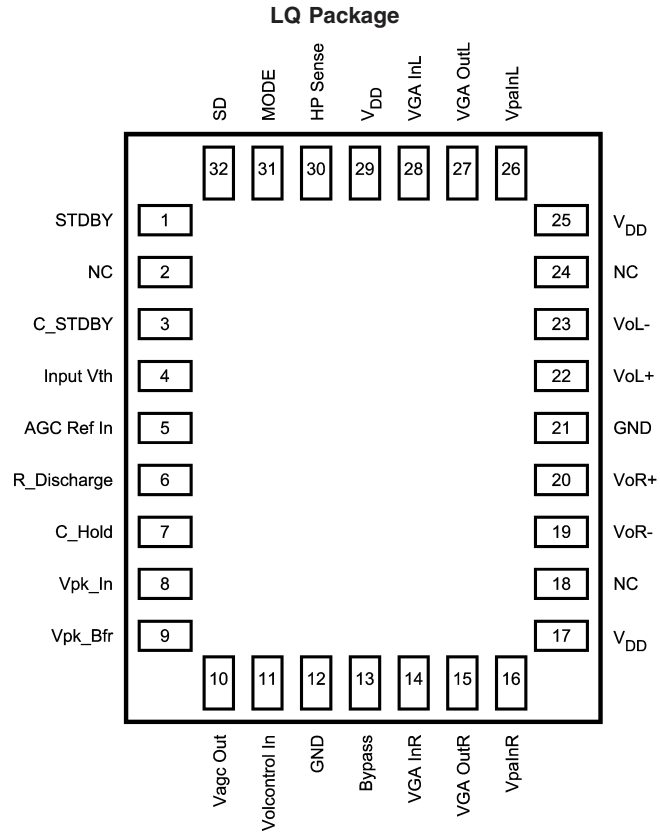 LQ Package
SD
MODE
HP Sense
VDD
VGA InL
VGA OutL
VpaInL
32
31
30
29
28
27
26
STDBY
1
25
VDD
NC
2
24
NC
C_STDBY
3
23
VoL-
Input Vth
4
22
VoL+
AGC Ref In
5
21
GND
R_Discharge
6
20
VoR+
C_Hold
7
19
VoR-
Vpk_In
8
18
NC
Vpk_Bfr
9
17
VDD
10
11
12
13
14
15
16
Vagc Out
Volcontrol In
GND
Bypass
VGA InR
VGA OutR
VpaInR